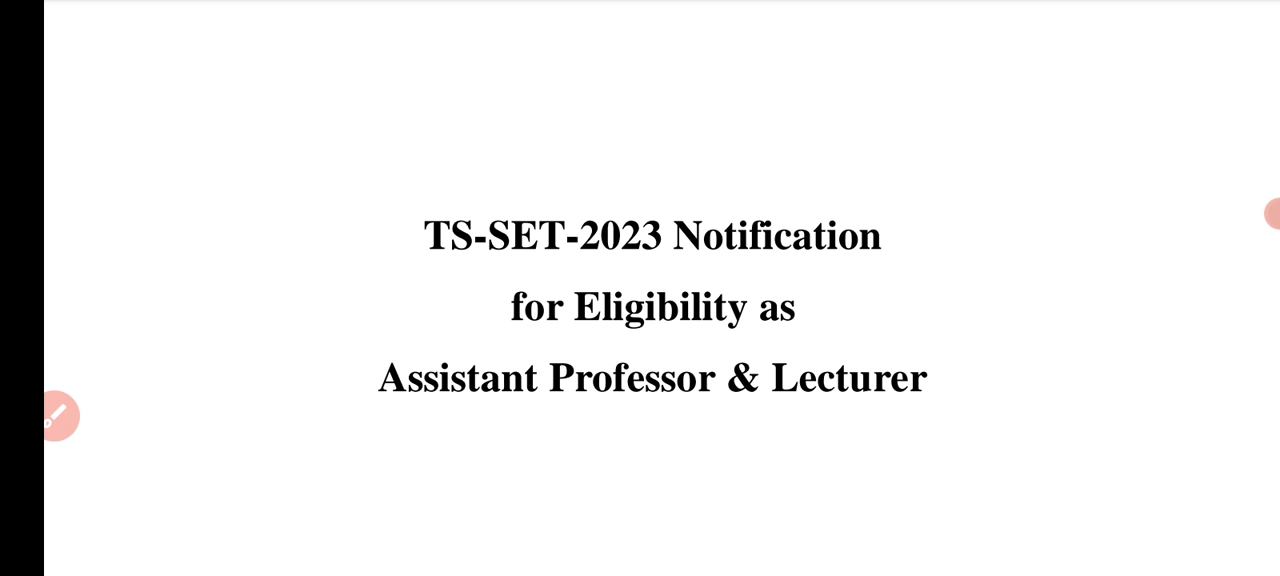 TS-SET-2023 Notification
for Eligibility as
Assistant Professor & Lecturer